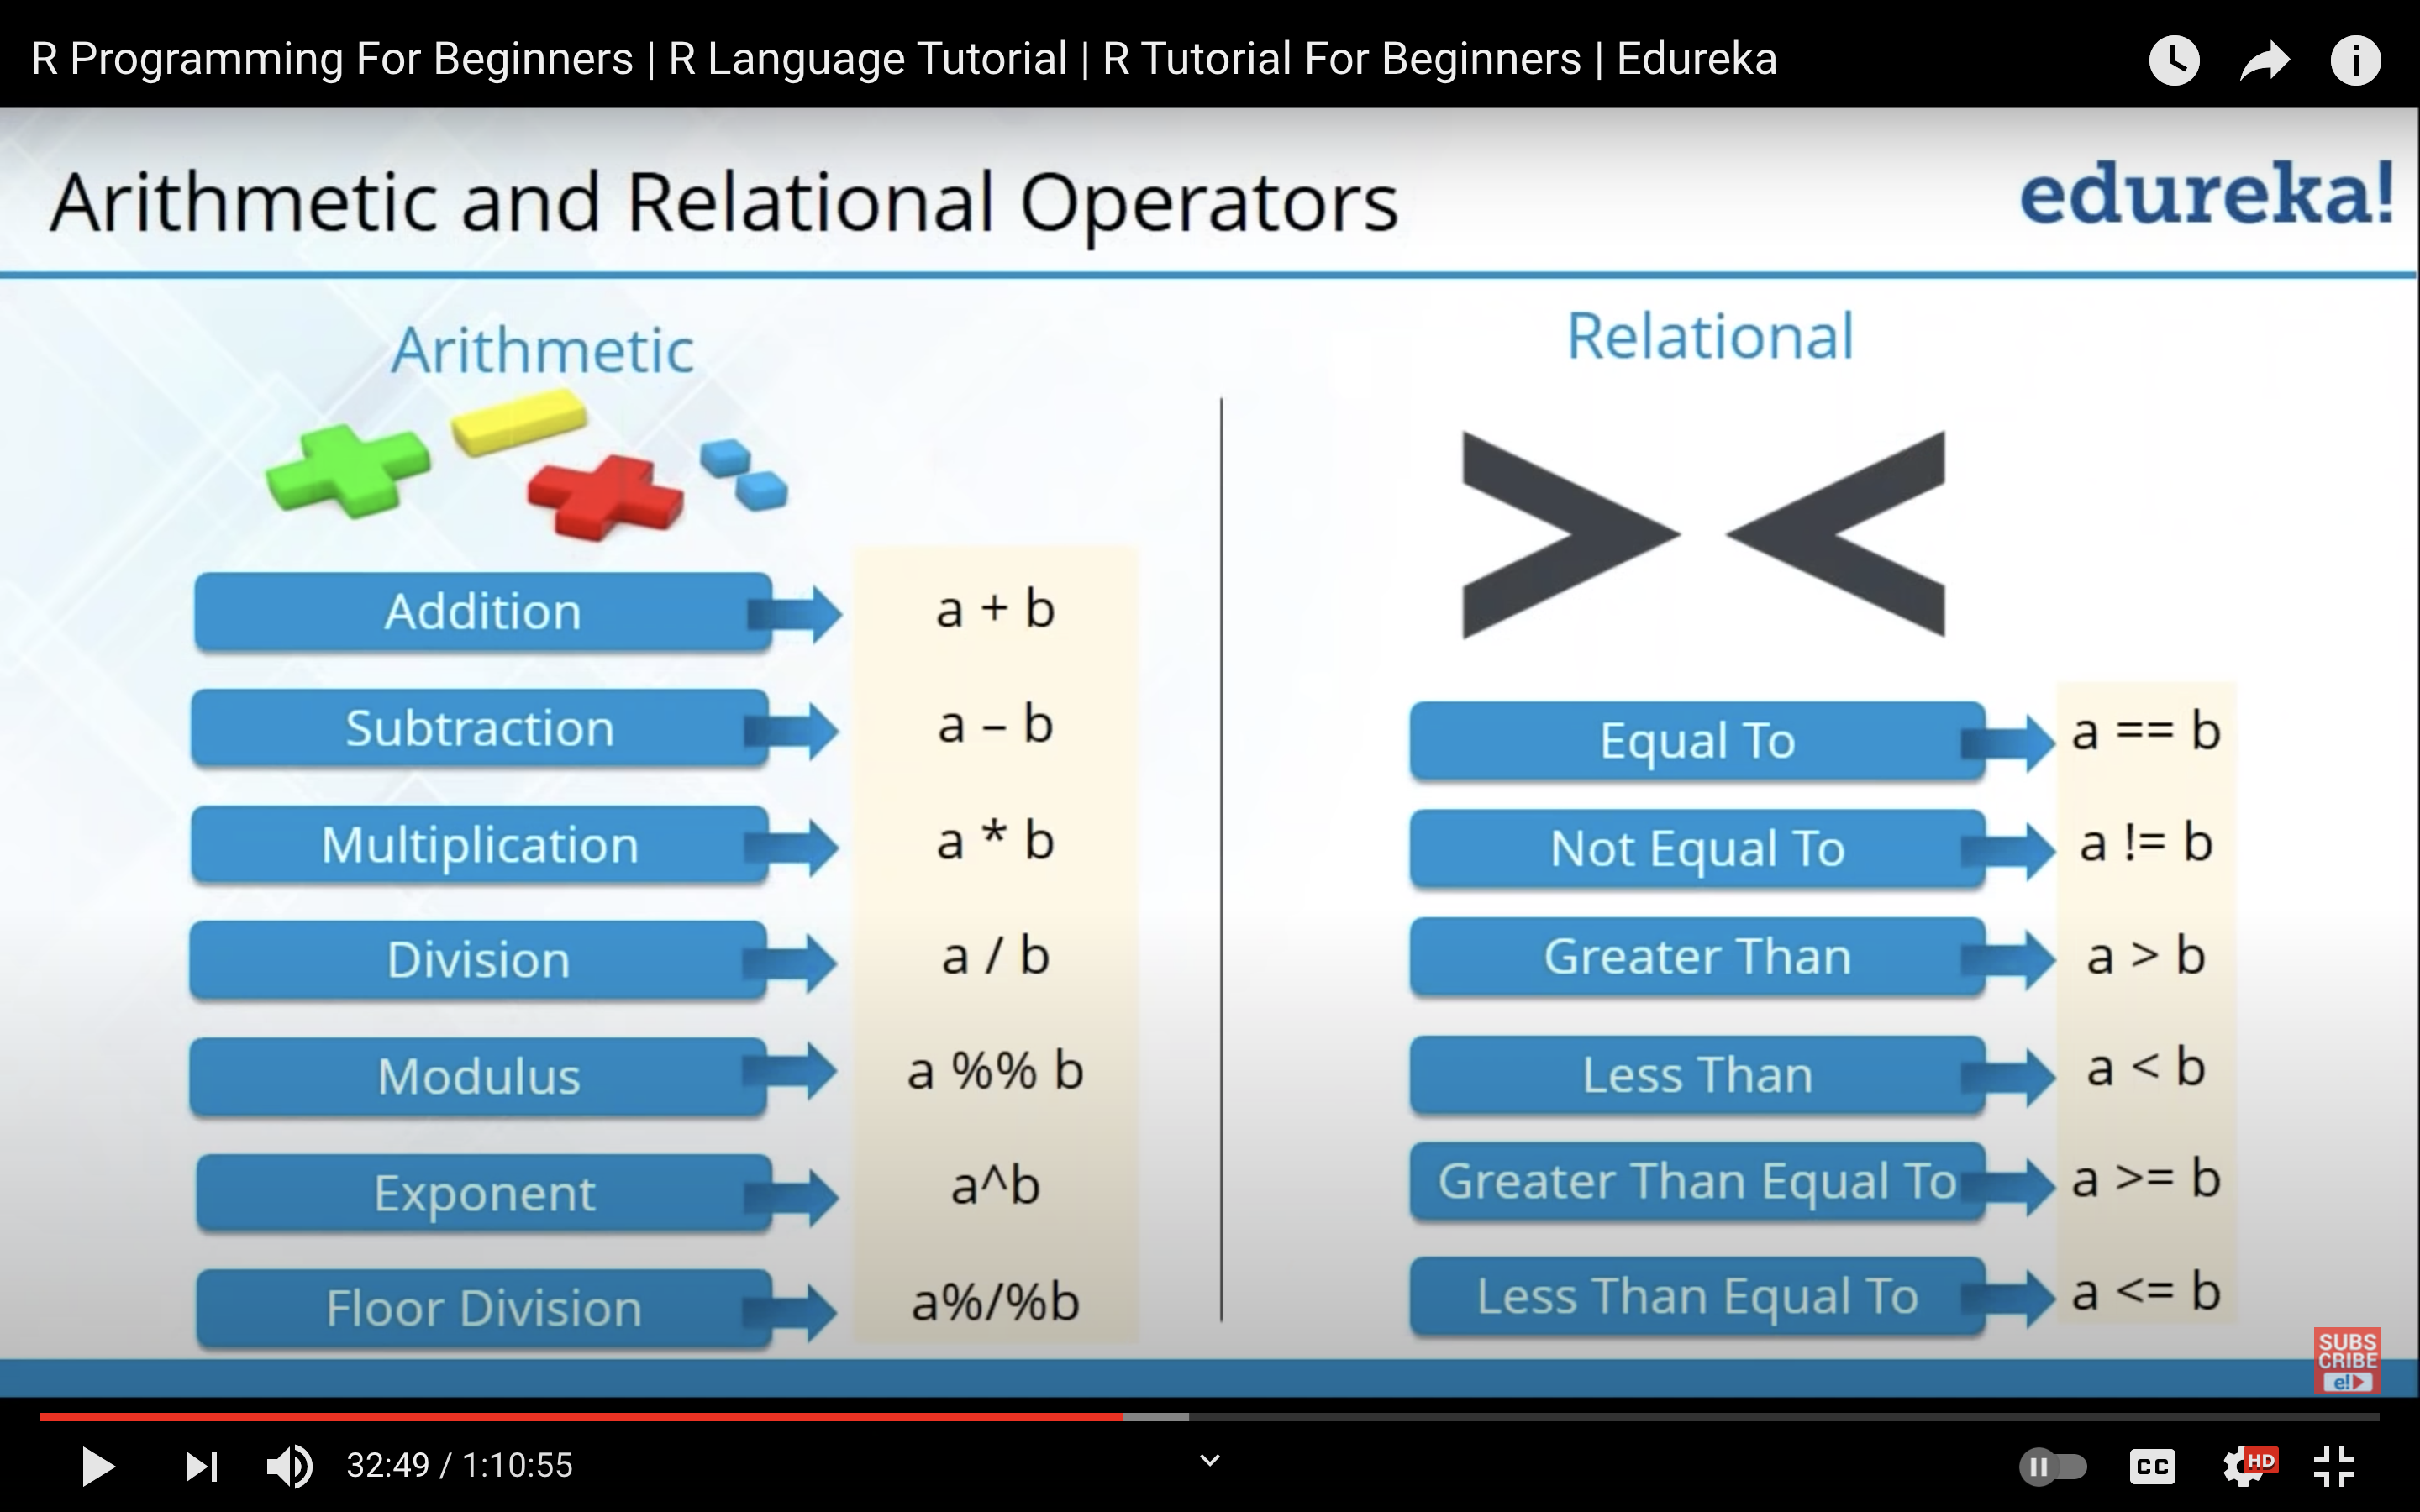 R Programming For Beginners | R Language Tutorial | R Tutorial For Beginners | Edureka
Arithmetic and Relational Operators
edureka!
Arithmetic
Addition
a + b
Subtraction
a – b
Multiplication
a * b
Division
a / b
Modulus
a %% b
Exponent
a^b
Floor Division
a%/%b
Relational
> <
Equal To
a == b
Not Equal To
a != b
Greater Than
a > b
Less Than
a < b
Greater Than Equal To
a >= b
Less Than Equal To
a <= b
SUBS
CRIBE
e!
32:49 / 1:10:55
CC
HD